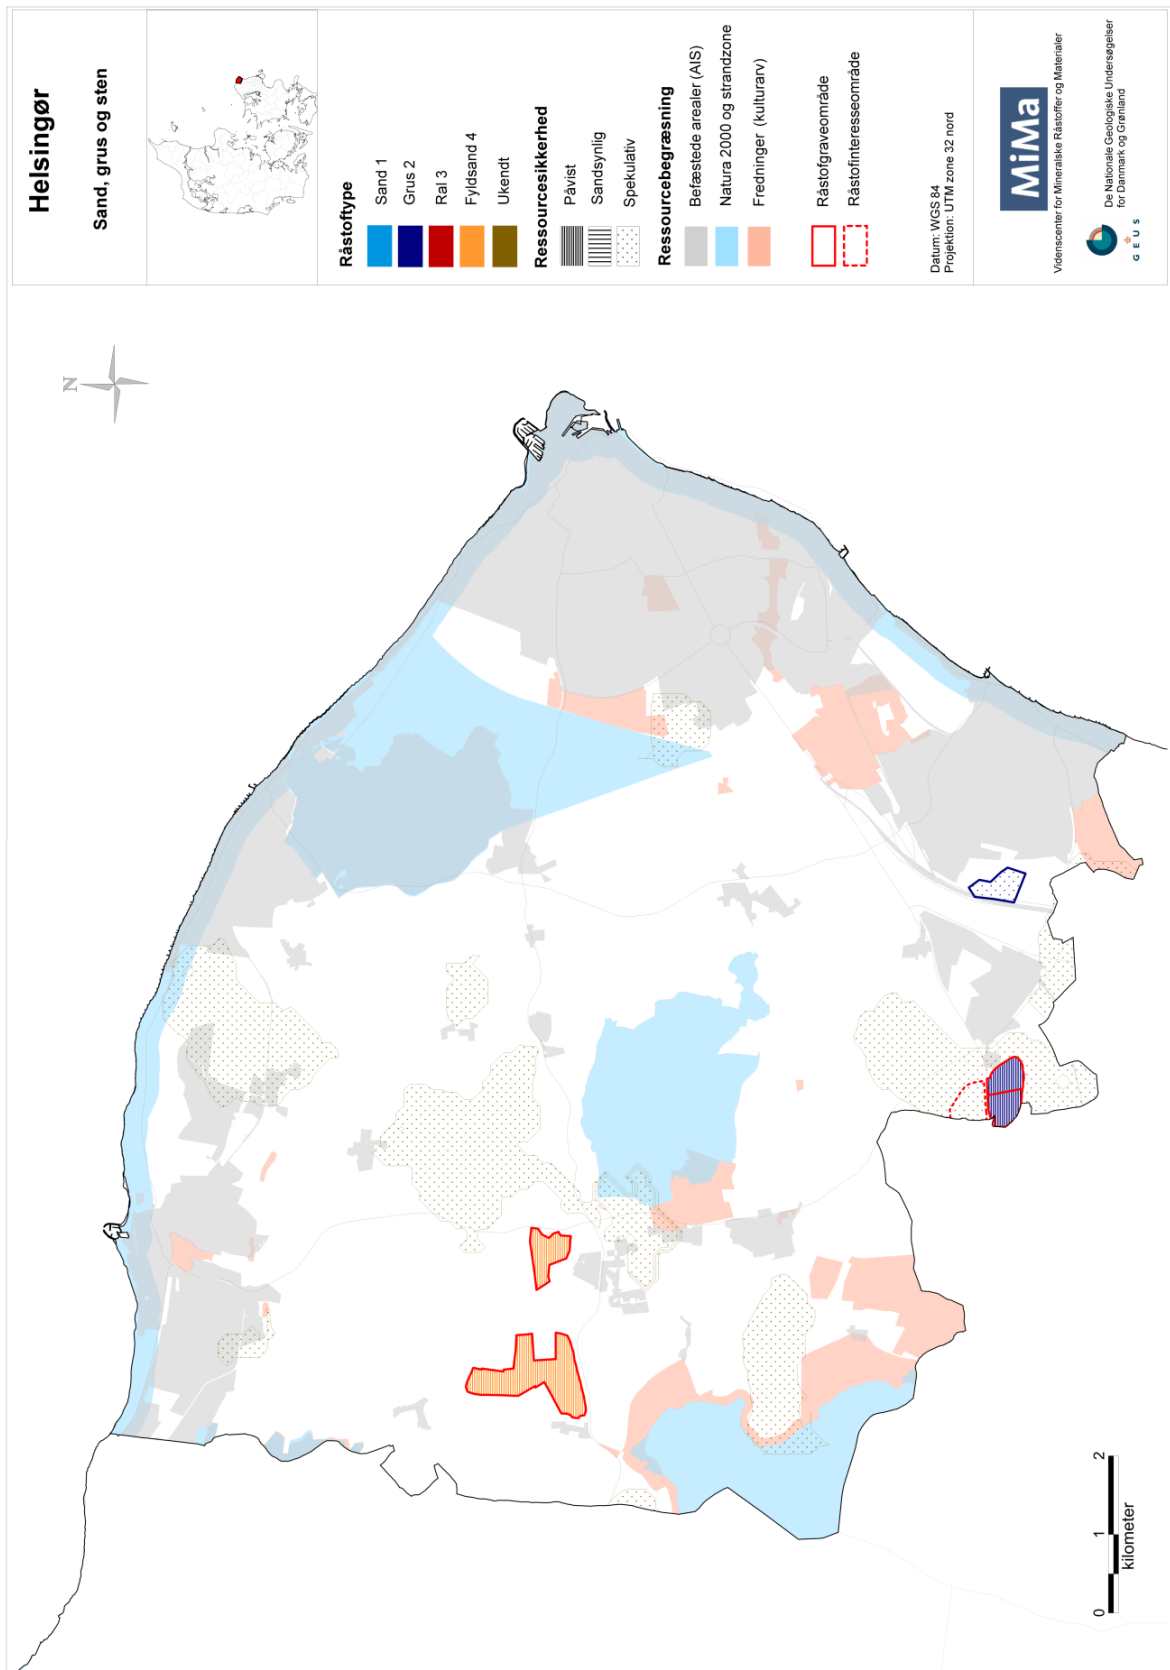 Helsingør
Sand, grus og sten
Råstoftype
Sand 1
Grus 2
Ral 3
Fyldsand 4
Ukendt
Ressourcesikkerhed
Påvist
Sandsynlig
Spekulativ
Ressourcebegræsning
Befæstede arealer (AIS)
Natura 2000 og strandzone
Fredninger (kulturarv)
Råstofgraveområde
Råstofinteresseområde
Datum: WGS 84
Projektion: UTM zone 32 nord
MiMa
Videnscenter for Mineralske Råstoffer og Materialer
G E U S
De Nationale Geologiske Undersøgelser
for Danmark og Grønland
N
0 1 2
kilometer